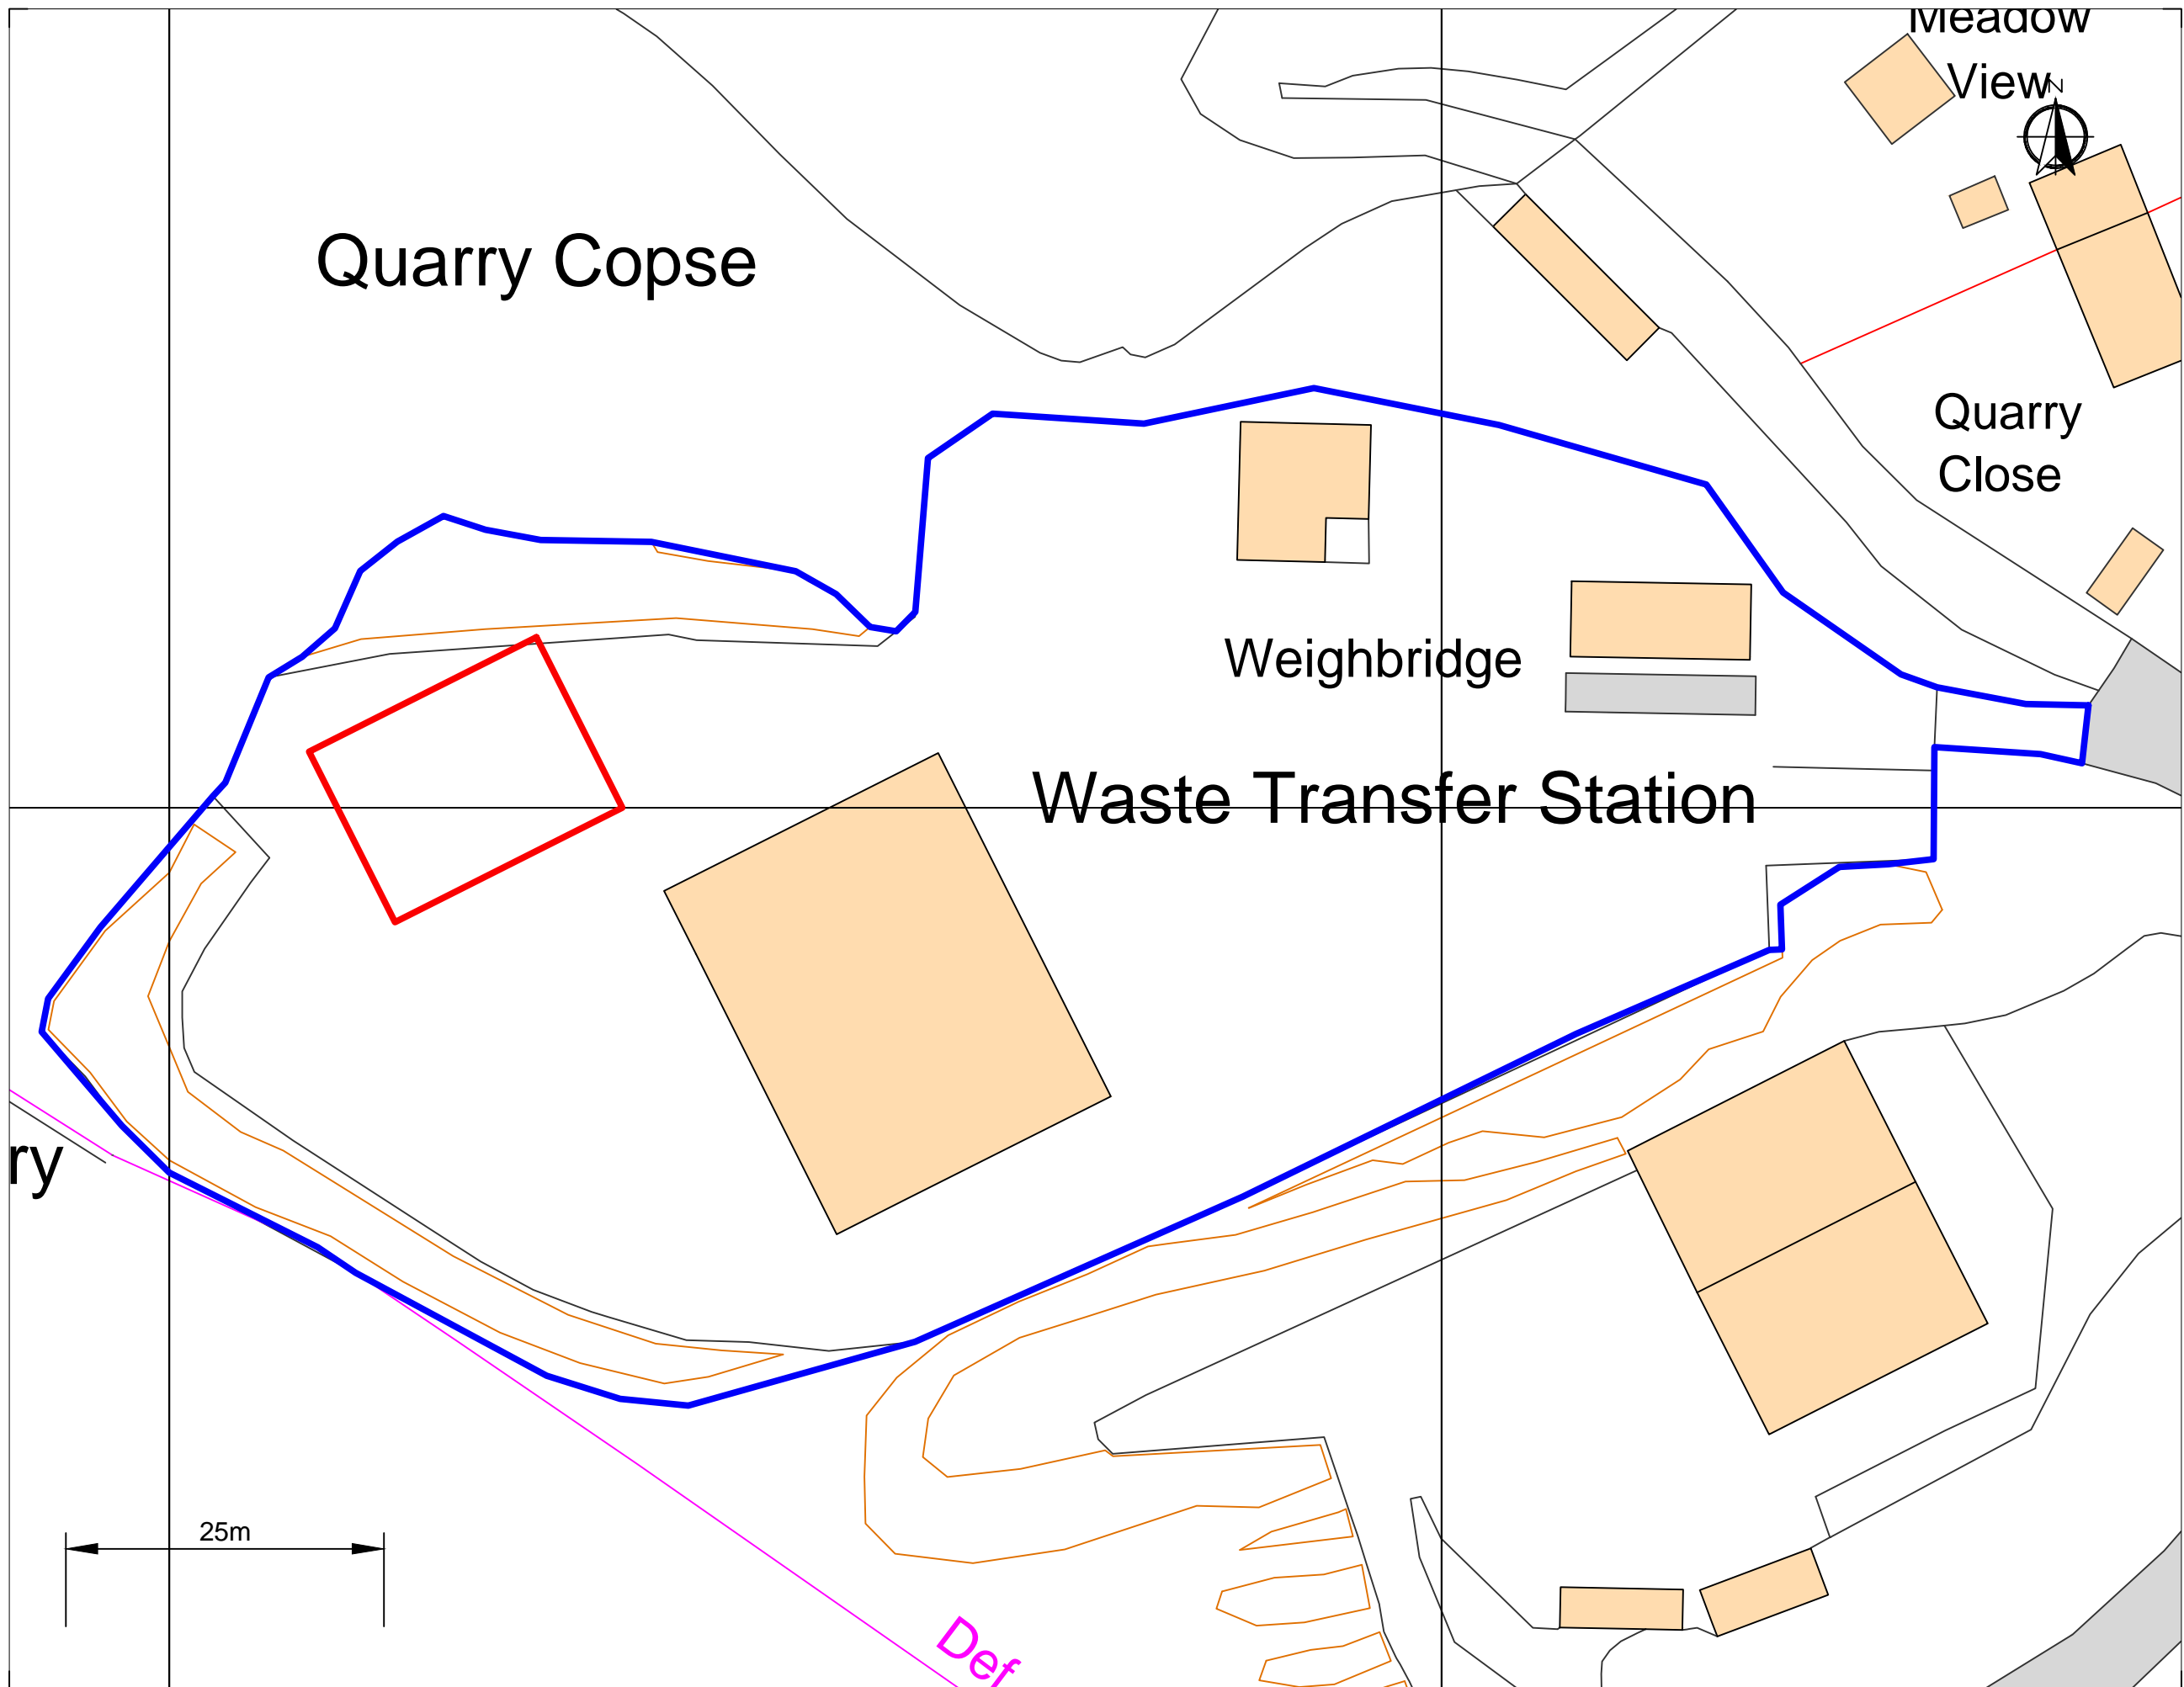 Meadow
View
N
Quarry Copse
Quarry
Close
Weighbridge
Waste Transfer Station
ry
25m
Def